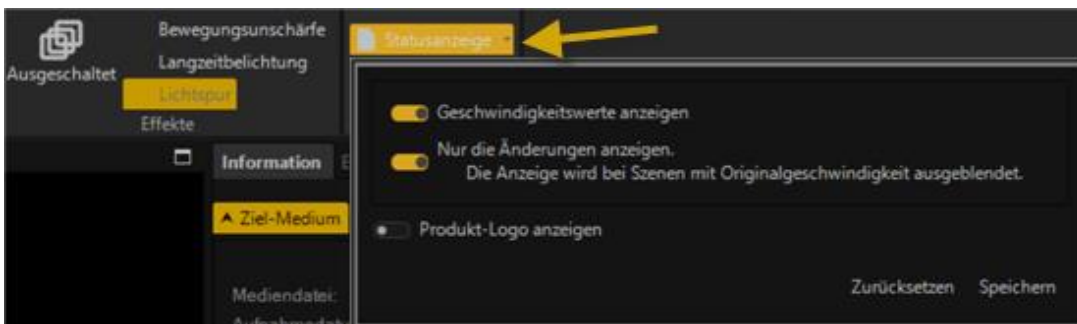 Bewegungsunschärfe
Ausgeschaltet
Langzeitbelichtung
Lichtspur
Effekte
Statusanzeige
Geschwindigkeitswerte anzeigen
Nur die Änderungen anzeigen.
Die Anzeige wird bei Szenen mit Originalgeschwindigkeit ausgeblendet.
Produkt-Logo anzeigen
Zurücksetzen Speichern
Information
Ziel-Medium
Mediendatei: